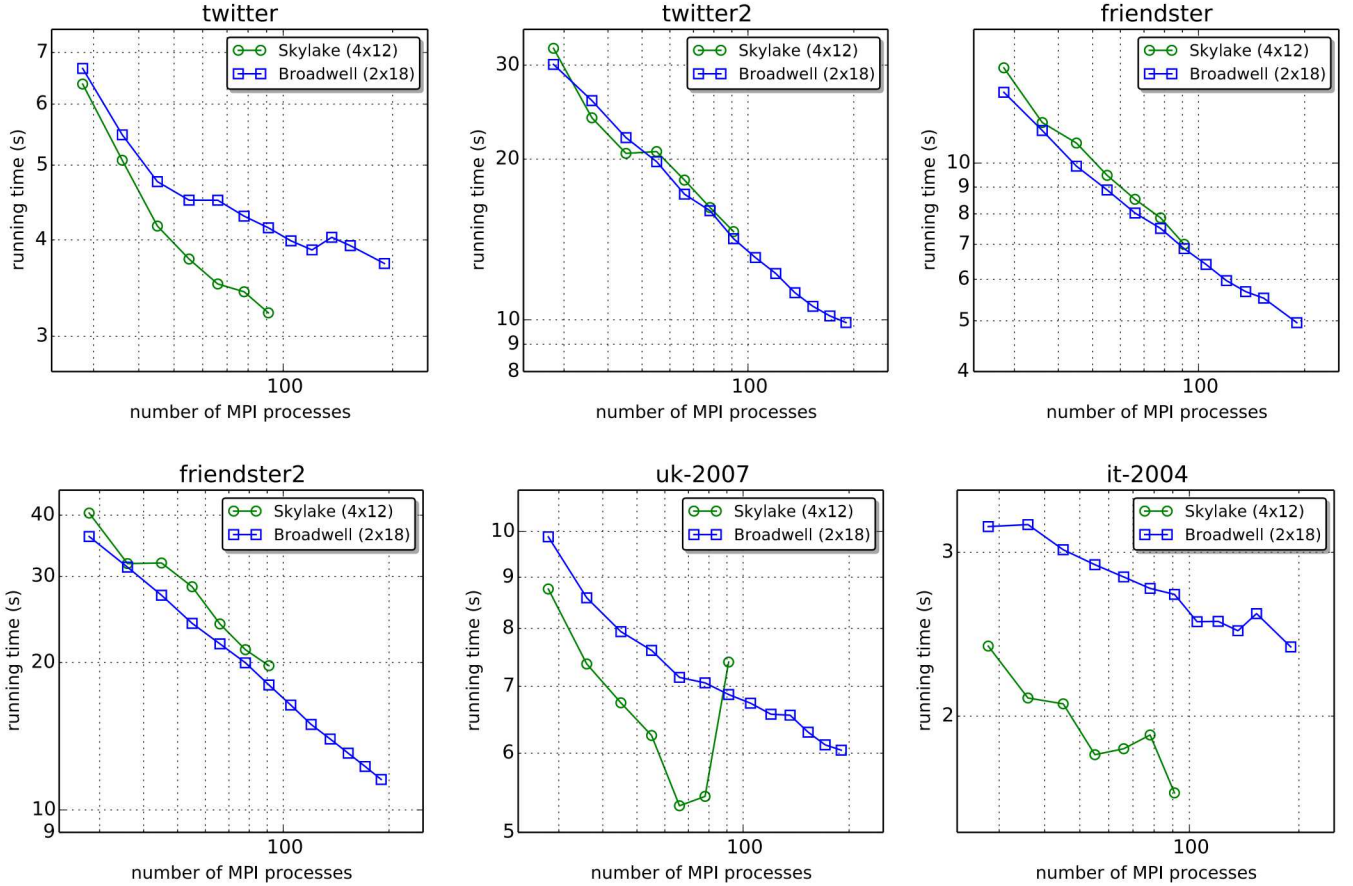 twitter
7
6
5
4
3
running time (s)
Skylake (4x12)
Broadwell (2x18)
100
number of MPI processes
twitter2
30
20
10
9
8
running time (s)
Skylake (4x12)
Broadwell (2x18)
100
number of MPI processes
friendster
10
9
8
7
6
5
4
running time (s)
Skylake (4x12)
Broadwell (2x18)
100
number of MPI processes
friendster2
40
30
20
10
9
running time (s)
Skylake (4x12)
Broadwell (2x18)
100
number of MPI processes
uk-2007
10
9
8
7
6
5
running time (s)
Skylake (4x12)
Broadwell (2x18)
100
number of MPI processes
it-2004
3
2
running time (s)
Skylake (4x12)
Broadwell (2x18)
100
number of MPI processes